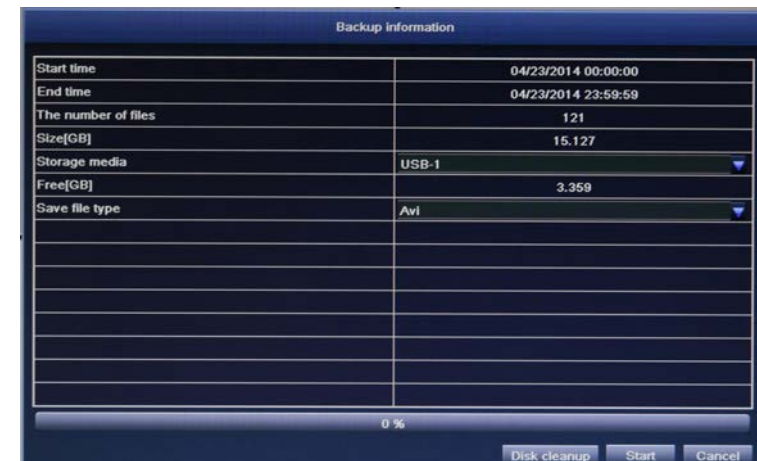 Backup information
Start time 04/23/2014 00:00:00
End time 04/23/2014 23:59:59
The number of files 121
Size[GB] 15.127
Storage media USB-1
Free[GB] 3.359
Save file type Avi
0 %
Disk cleanup Start Cancel